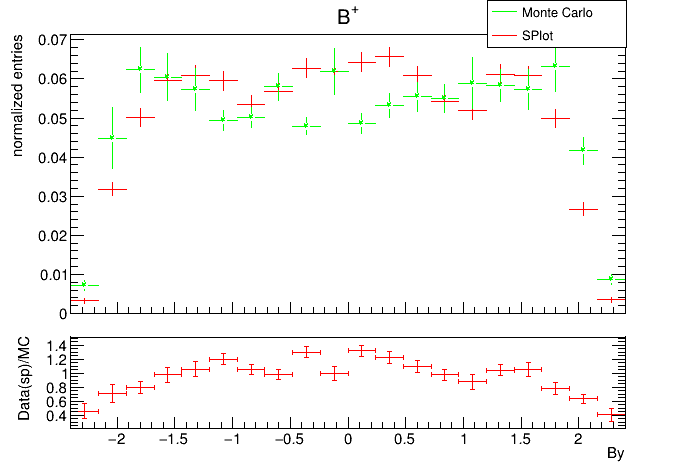 B⁺
Monte Carlo
SPlot
normalized entries
0.07
0.06
0.05
0.04
0.03
0.02
0.01
0
Data(sp)/MC
1.4
1.2
1
0.8
0.6
0.4
−2 −1.5 −1 −0.5 0 0.5 1 1.5 2
By